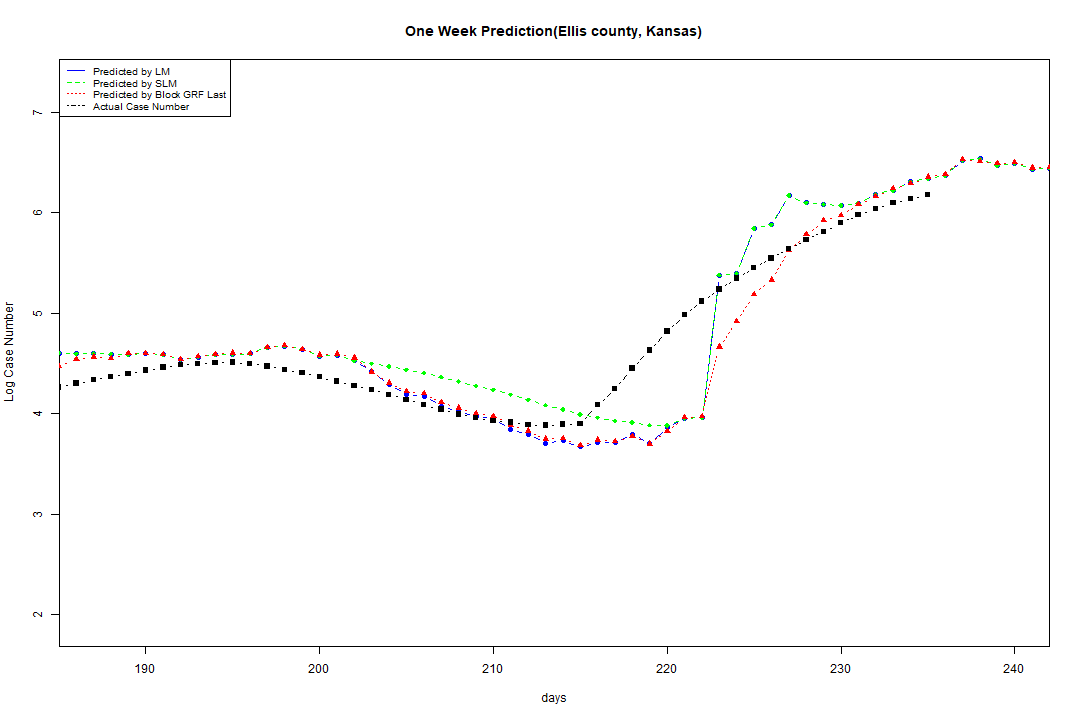 One Week Prediction(Ellis county, Kansas)
Predicted by LM
Predicted by SLM
Predicted by Block GRF Last
Actual Case Number
7
6
5
4
3
2
Log Case Number
190 200 210 220 230 240
days